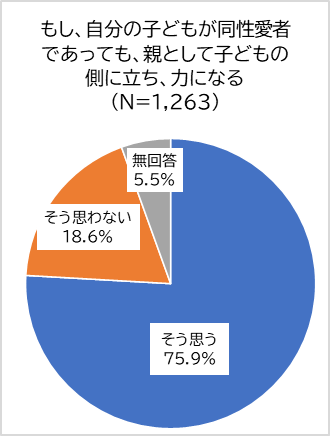 もし、自分の子どもが同性愛者
であっても、親として子どもの
側に立ち、力になる
（N=1,263）
無回答
5.5%
そう思わない
18.6%
そう思う
75.9%